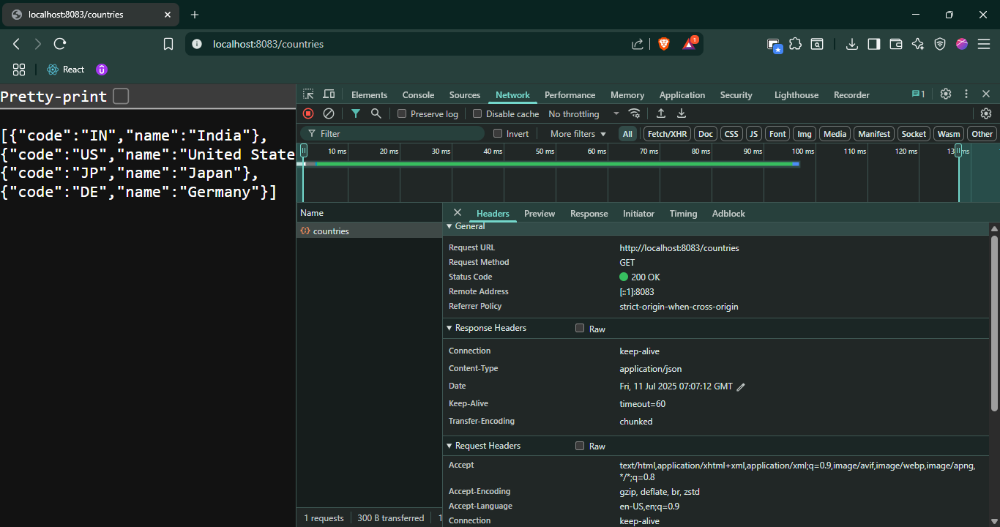 localhost:8083/countries
localhost:8083/countries
1
React
Pretty-print
[{"code":"IN","name":"India"},
{"code":"US","name":"United State
{"code":"JP","name":"Japan"},
{"code":"DE","name":"Germany"}]
Elements Console Sources Network Performance Memory Application Security Lighthouse Recorder 1
Preserve log Disable cache No throttling
Filter Invert More filters All Fetch/XHR Doc CSS JS Font Img Media Manifest Socket Wasm Other
10 ms 20 ms 30 ms 40 ms 50 ms 60 ms 70 ms 80 ms 90 ms 100 ms 110 ms 120 ms 13 ms
Name
countries
1 requests 300 B transferred 1
Headers Preview Response Initiator Timing Adblock
General
Request URL http://localhost:8083/countries
Request Method GET
Status Code 200 OK
Remote Address [::1]:8083
Referrer Policy strict-origin-when-cross-origin
Response Headers Raw
Connection keep-alive
Content-Type application/json
Date Fri, 11 Jul 2025 07:07:12 GMT
Keep-Alive timeout=60
Transfer-Encoding chunked
Request Headers Raw
Accept text/html,application/xhtml+xml,application/xml;q=0.9,image/avif,image/webp,image/apng,
*/*;q=0.8
Accept-Encoding gzip, deflate, br, zstd
Accept-Language en-US,en;q=0.9
Connection keep-alive